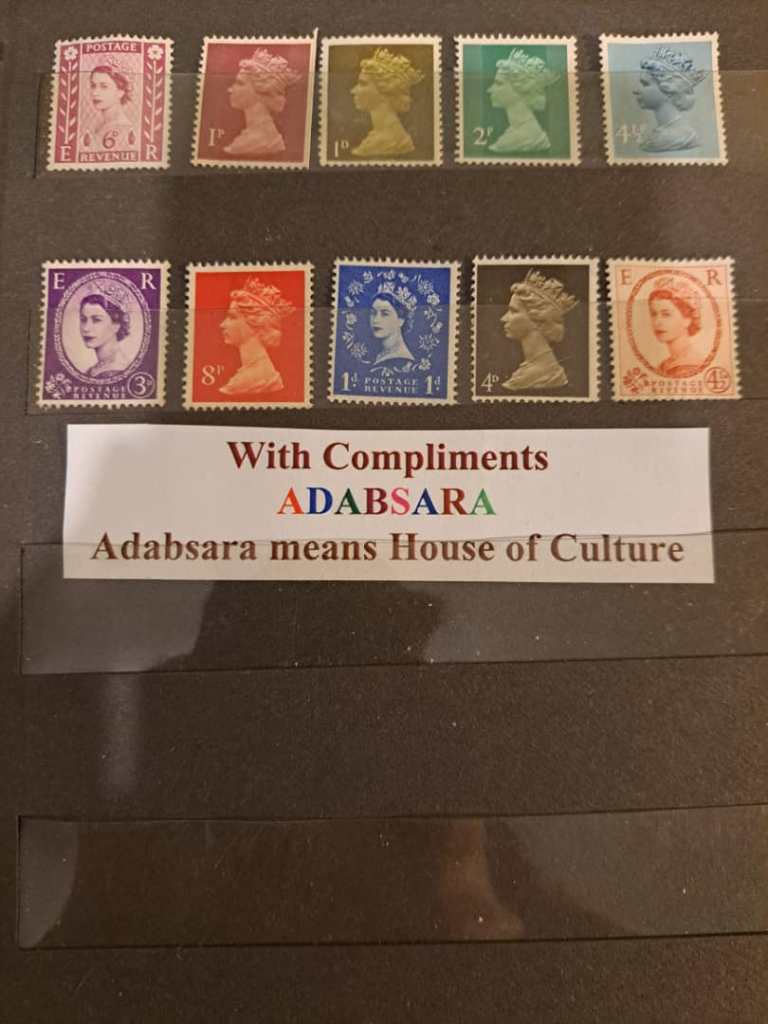 POSTAGE
6D
E REVENUE R
1P
1D
2P
4½P
E R
POSTAGE
REVENUE
3D
8P
1d. POSTAGE 1d.
REVENUE
4D
E R
POSTAGE
REVENUE
4½D
With Compliments
ADABSARA
Adabsara means House of Culture